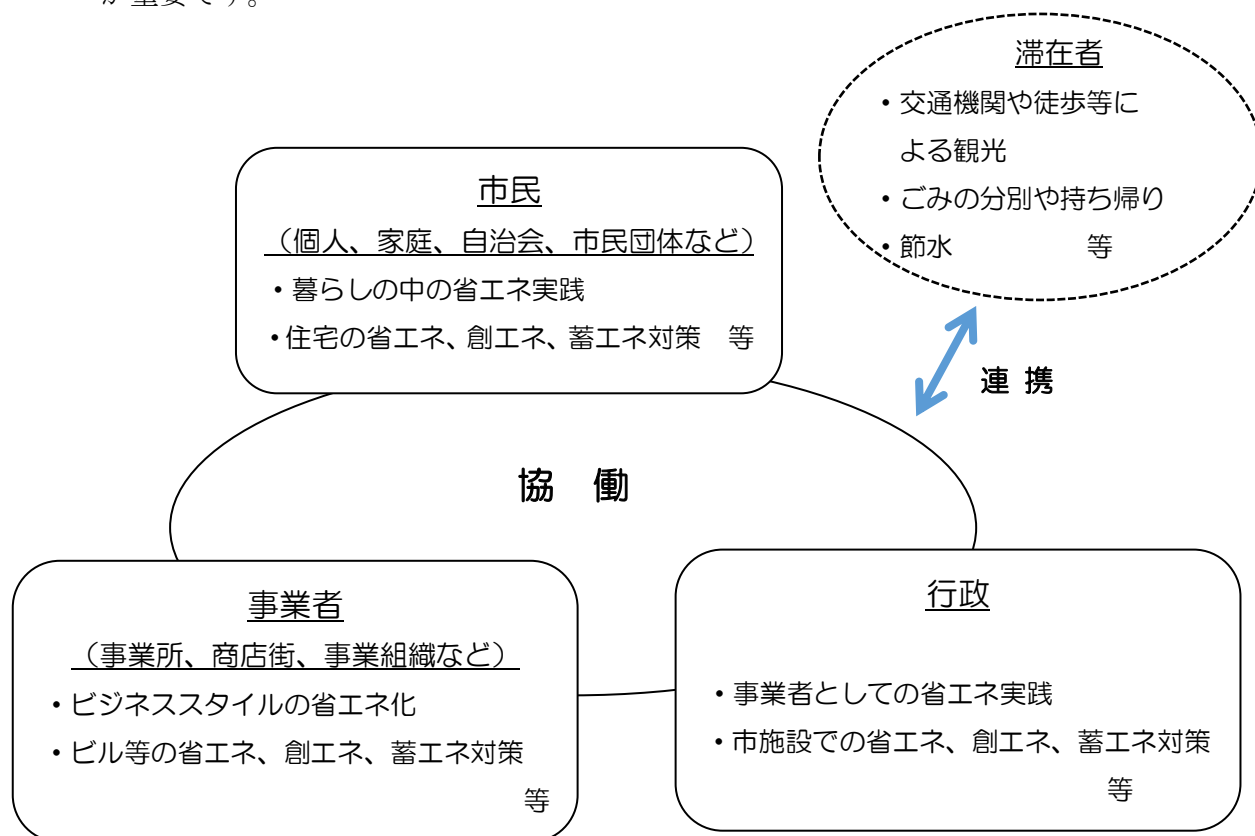 が重要です。
滞在者
・交通機関や徒歩等に
よる観光
・ごみの分別や持ち帰り
・節水　　　　　等
市民
（個人、家庭、自治会、市民団体など）
・暮らしの中の省エネ実践
・住宅の省エネ、創エネ、蓄エネ対策　等
連 携
協　働
事業者
（事業所、商店街、事業組織など）
・ビジネススタイルの省エネ化
・ビル等の省エネ、創エネ、蓄エネ対策
等
行政
・事業者としての省エネ実践
・市施設での省エネ、創エネ、蓄エネ対策
等